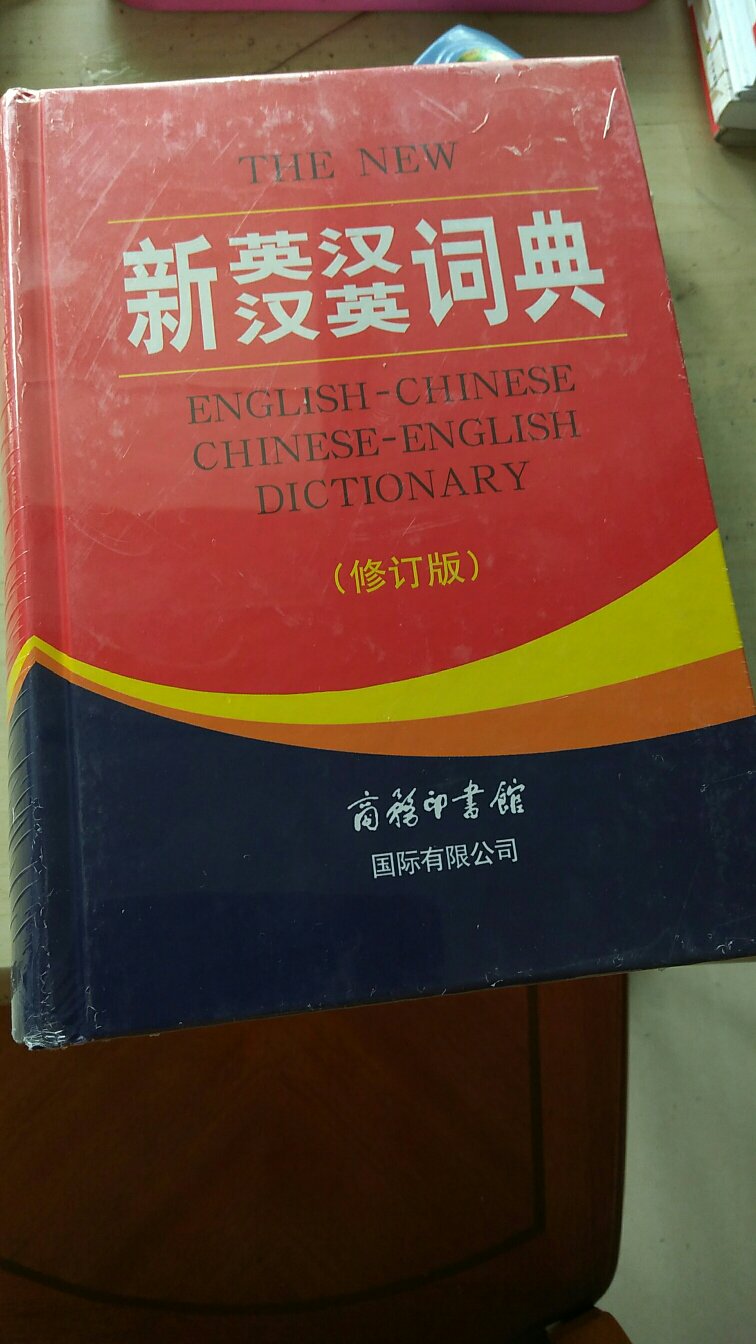 THE NEW
新英汉汉英词典
ENGLISH-CHINESE
CHINESE-ENGLISH
DICTIONARY
(修订版)
商務印書館
国际有限公司